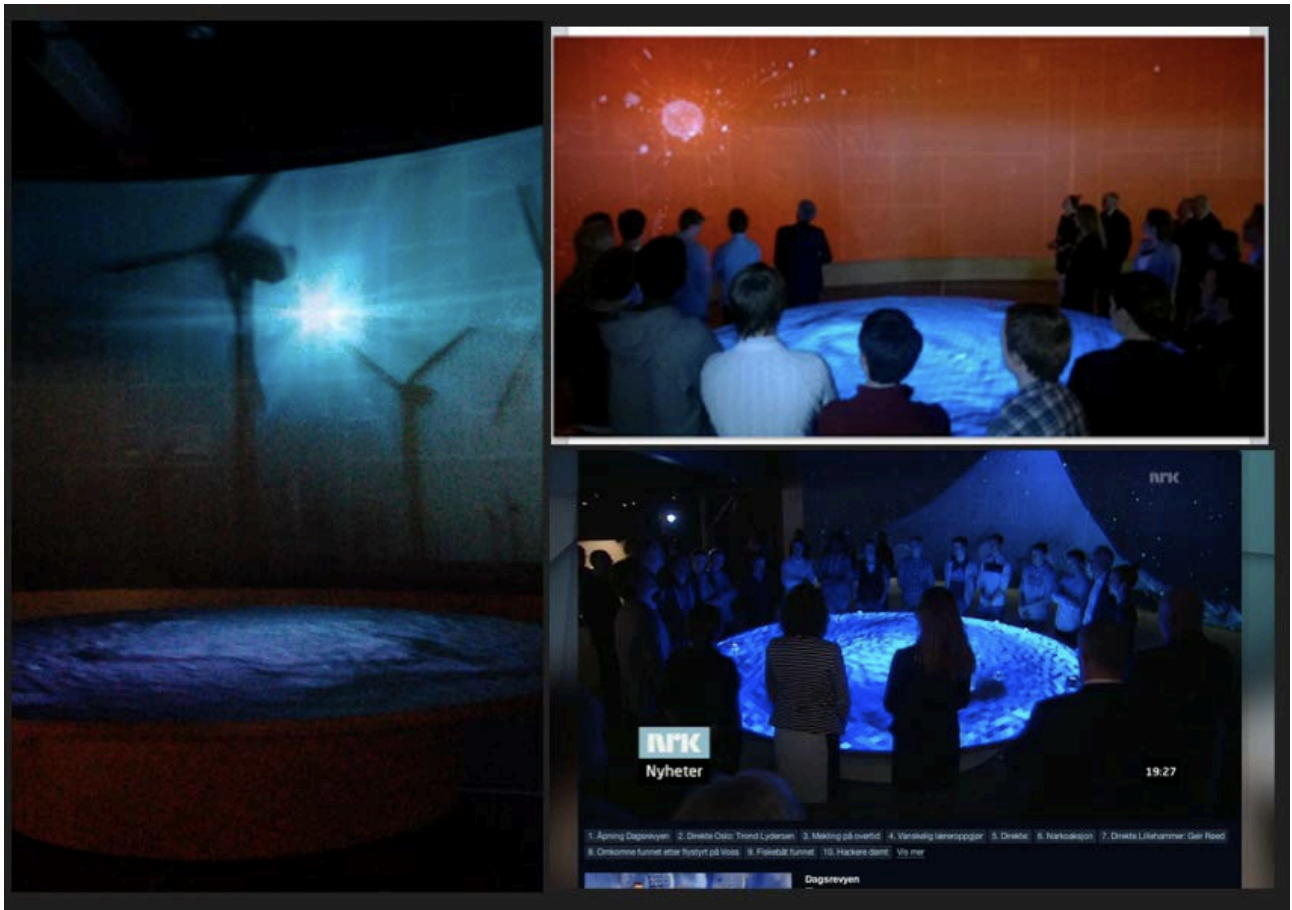 nrk
nrk
Nyheter
19:27
1. Åpning Dagsrevyen 2. Direkte Oslo: Trond Lydersen 3. Mekling på overtid 4. Vanskelig læreroppgjør 5. Direkte 6. Narkoaksjon 7. Direkte Lillehammer: Geir Røed
8. Omkomne funnet etter flystyrt på Voss 9. Fiskebåt funnet 10. Hackere dømt Vis mer
Dagsrevyen